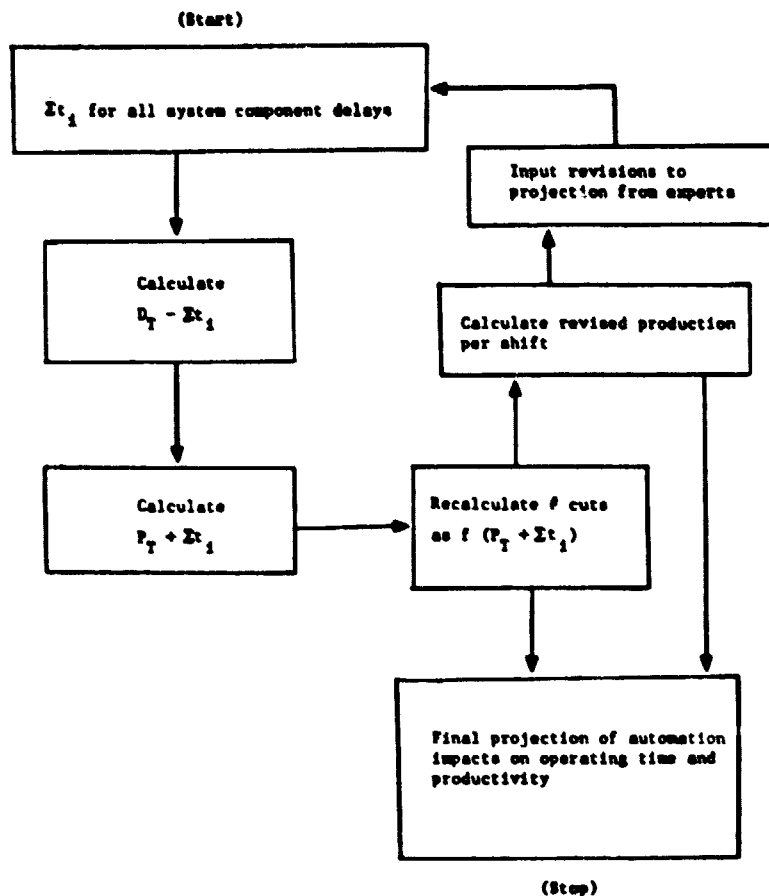 (Start)
Σt_i for all system component delays
Input revisions to
projection from experts
Calculate
D_T - Σt_i
Calculate revised production
per shift
Calculate
P_T + Σt_i
Recalculate # cuts
as f (P_T + Σt_i)
Final projection of automation
impacts on operating time and
productivity
(Stop)